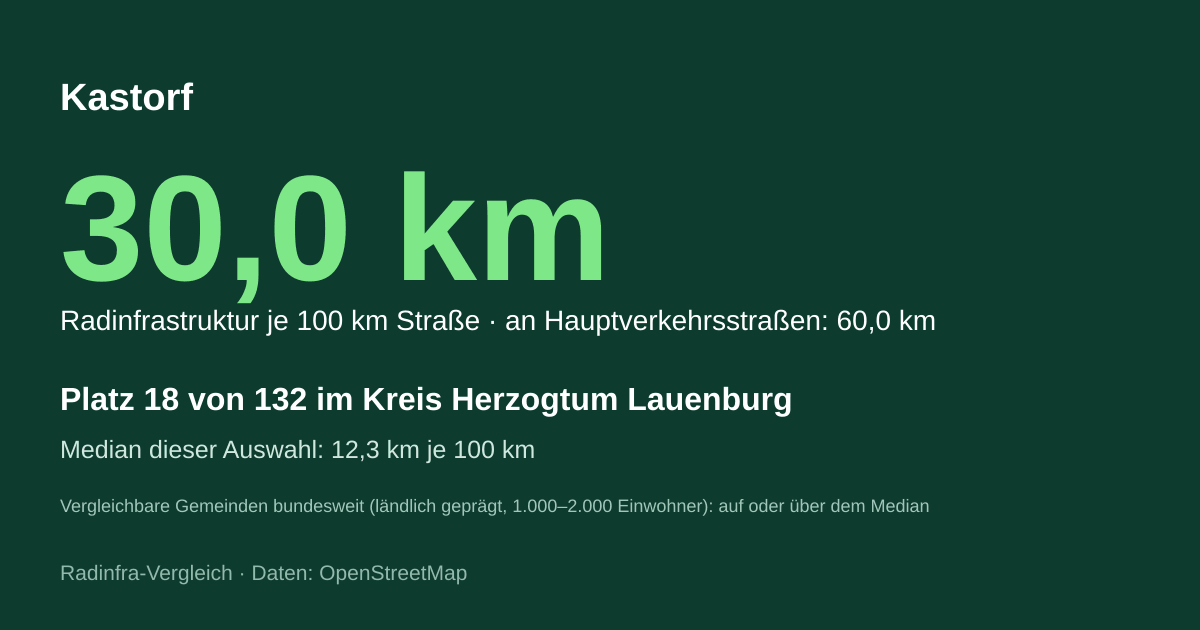 Kastorf
30,0 km
Radinfrastruktur je 100 km Straße · an Hauptverkehrsstraßen: 60,0 km
Platz 18 von 132 im Kreis Herzogtum Lauenburg
Median dieser Auswahl: 12,3 km je 100 km
Vergleichbare Gemeinden bundesweit (ländlich geprägt, 1.000–2.000 Einwohner): auf oder über dem Median
Radinfra-Vergleich · Daten: OpenStreetMap